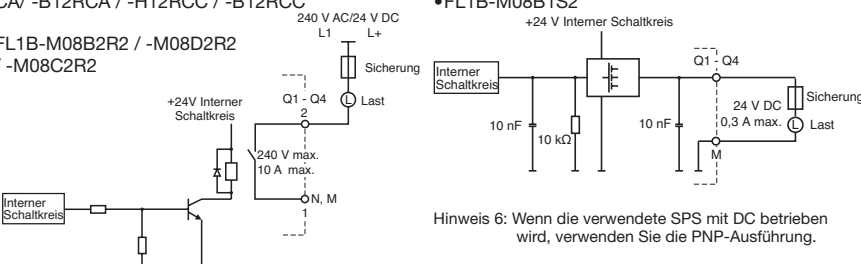 CA/ -B12RCA / -H12RCC / -B12RCC
FL1B-M08B2R2 / -M08D2R2
/ -M08C2R2
240 V AC/24 V DC
L1 L+
Sicherung
Q1 - Q4
L Last
2
+24V Interner
Schaltkreis
240 V max.
10 A max.
N, M
1
Interner
Schaltkreis
•FL1B-M08B1S2
+24 V Interner Schaltkreis
Interner
Schaltkreis
Q1 - Q4
Sicherung
24 V DC
0,3 A max.
L Last
10 nF
10 kΩ
10 nF
M
Hinweis 6: Wenn die verwendete SPS mit DC betrieben
wird, verwenden Sie die PNP-Ausführung.